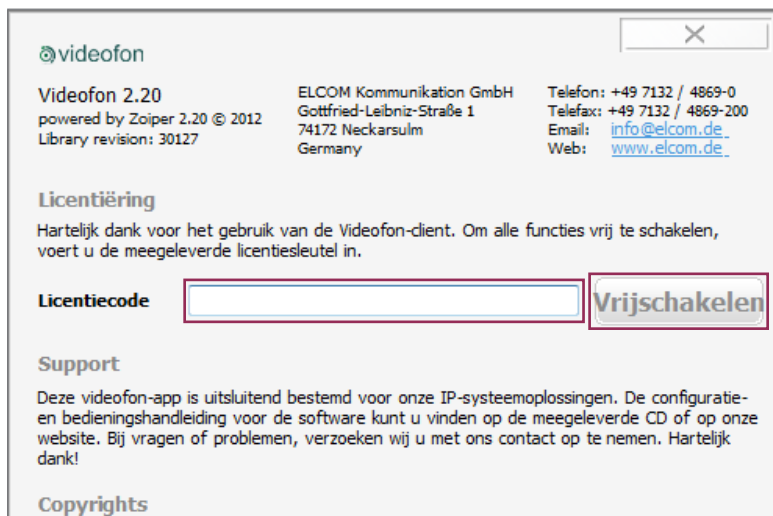 videofon
Videofon 2.20
powered by Zoiper 2.20 © 2012
Library revision: 30127
ELCOM Kommunikation GmbH
Gottfried-Leibniz-Straße 1
74172 Neckarsulm
Germany
Telefon: +49 7132 / 4869-0
Telefax: +49 7132 / 4869-200
Email: info@elcom.de
Web: www.elcom.de
Licentiëring
Hartelijk dank voor het gebruik van de Videofon-client. Om alle functies vrij te schakelen,
voert u de meegeleverde licentiesleutel in.
Licentiecode
Vrijschakelen
Support
Deze videofon-app is uitsluitend bestemd voor onze IP-systeemoplossingen. De configuratie-
en bedieningshandleiding voor de software kunt u vinden op de meegeleverde CD of op onze
website. Bij vragen of problemen, verzoeken wij u met ons contact op te nemen. Hartelijk
dank!
Copyrights